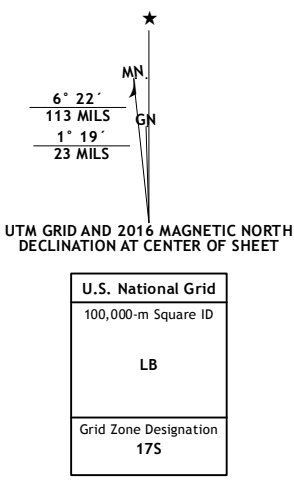 MN.
6° 22´
113 MILS
GN
1° 19´
23 MILS
UTM GRID AND 2016 MAGNETIC NORTH
DECLINATION AT CENTER OF SHEET
U.S. National Grid
100,000-m Square ID
LB
Grid Zone Designation
17S